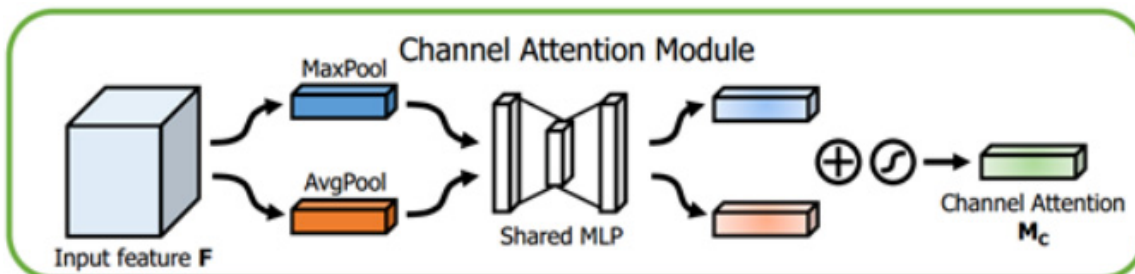 Channel Attention Module
MaxPool
AvgPool
Input feature F
Shared MLP
Channel Attention
Mc